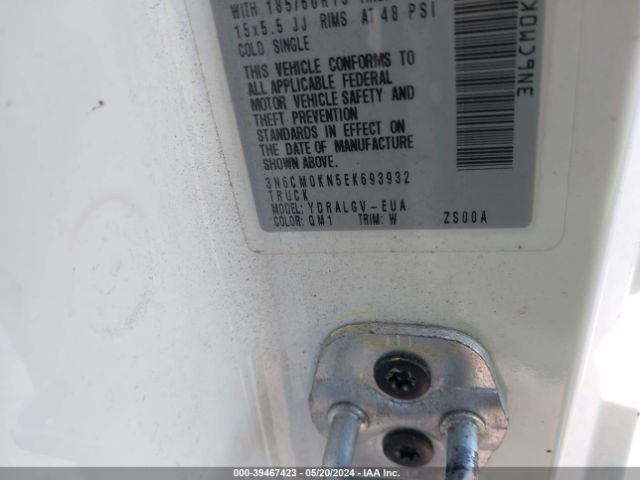 WITH 185/60R15
15x5.5 JJ RIMS AT 48 PSI
COLD SINGLE
THIS VEHICLE CONFORMS TO
ALL APPLICABLE FEDERAL
MOTOR VEHICLE SAFETY AND
THEFT PREVENTION
STANDARDS IN EFFECT ON
THE DATE OF MANUFACTURE
SHOWN ABOVE.
3N6CM0KN5EK693932
TRUCK
MODEL: YDRALGV-EUA
COLOR: QM1 TRIM: W ZS00A
3N6CM0K
000-39467423 - 05/20/2024 - IAA Inc.